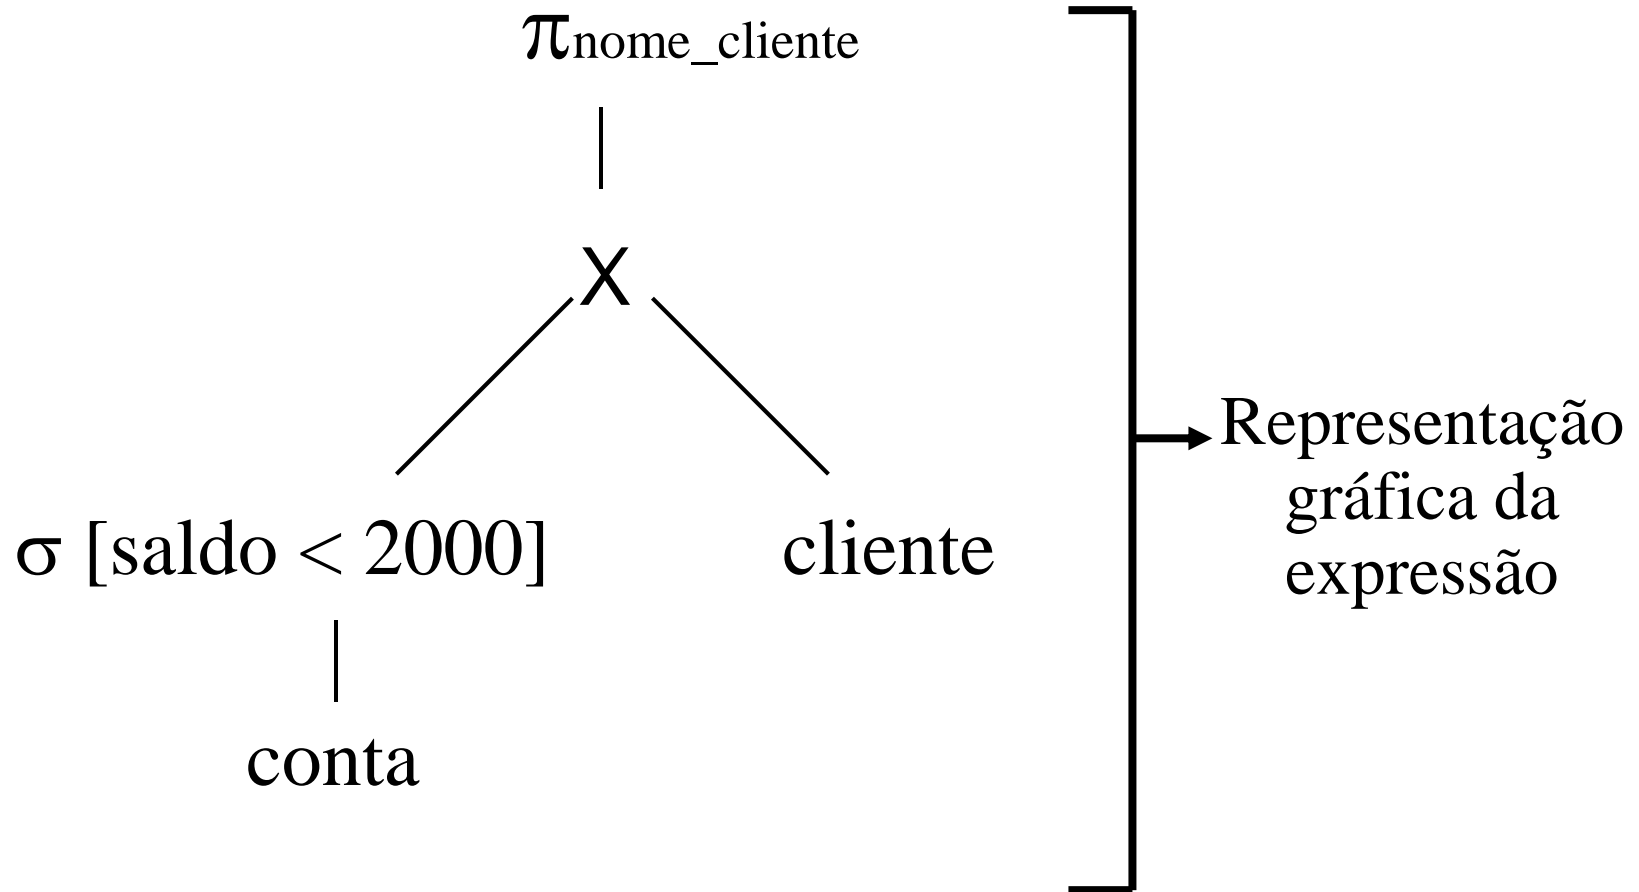 πnome_cliente
X
σ [saldo < 2000]
cliente
conta
Representação
gráfica da
expressão